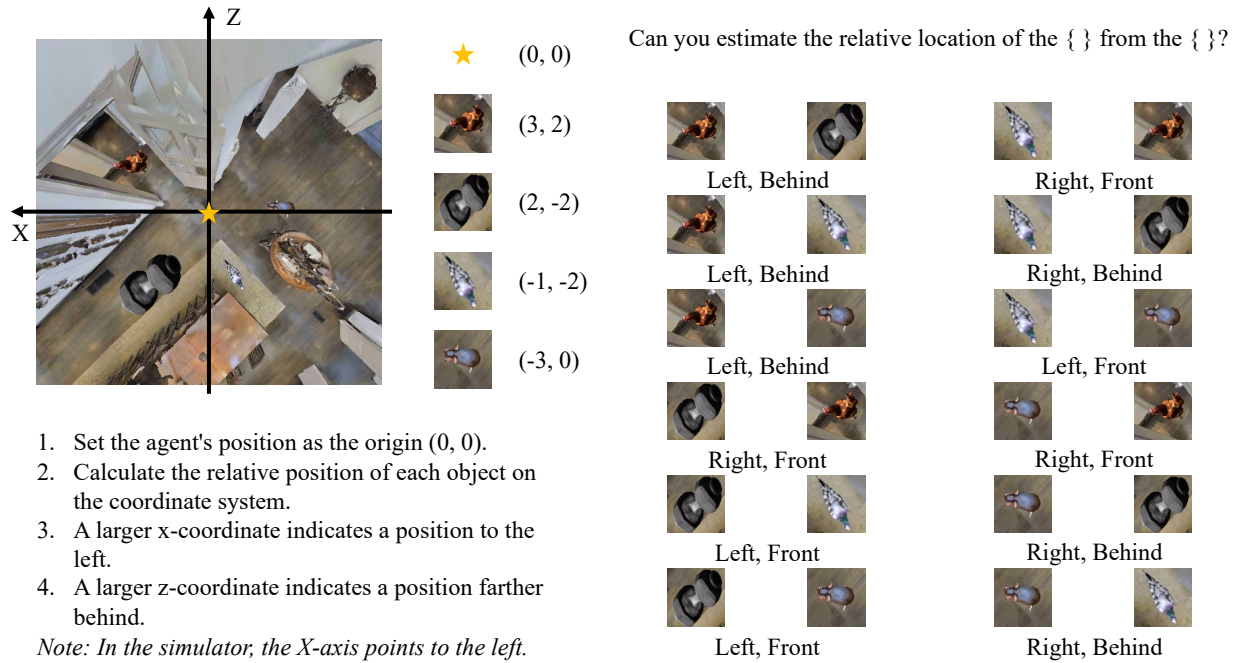 Z
X
(0, 0)
(3, 2)
(2, -2)
(-1, -2)
(-3, 0)
1. Set the agent's position as the origin (0, 0).
2. Calculate the relative position of each object on
the coordinate system.
3. A larger x-coordinate indicates a position to the
left.
4. A larger z-coordinate indicates a position farther
behind.
Note: In the simulator, the X-axis points to the left.
Can you estimate the relative location of the { } from the { }?
Left, Behind
Right, Front
Left, Behind
Right, Behind
Left, Behind
Left, Front
Right, Front
Right, Front
Left, Front
Right, Behind
Left, Front
Right, Behind